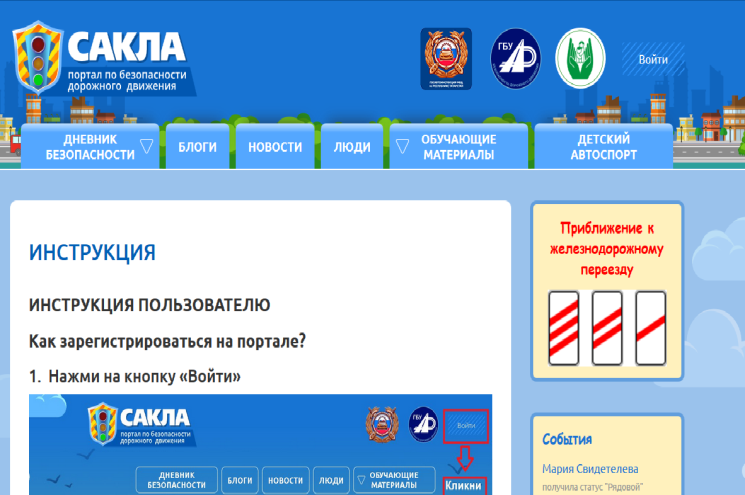 САКЛА
портал по безопасности
дорожного движения
ГБУ
Войти
ДНЕВНИК
БЕЗОПАСНОСТИ
БЛОГИ
НОВОСТИ
ЛЮДИ
ОБУЧАЮЩИЕ
МАТЕРИАЛЫ
ДЕТСКИЙ
АВТОСПОРТ
ИНСТРУКЦИЯ
ИНСТРУКЦИЯ ПОЛЬЗОВАТЕЛЮ
Как зарегистрироваться на портале?
1. Нажми на кнопку «Войти»
САКЛА
портал по безопасности
дорожного движения
ГБУ
Войти
ДНЕВНИК
БЕЗОПАСНОСТИ
БЛОГИ
НОВОСТИ
ЛЮДИ
ОБУЧАЮЩИЕ
МАТЕРИАЛЫ
Кликни
Приближение к
железнодорожному
переезду
События
Мария Свидетелева
получила статус "Рядовой"